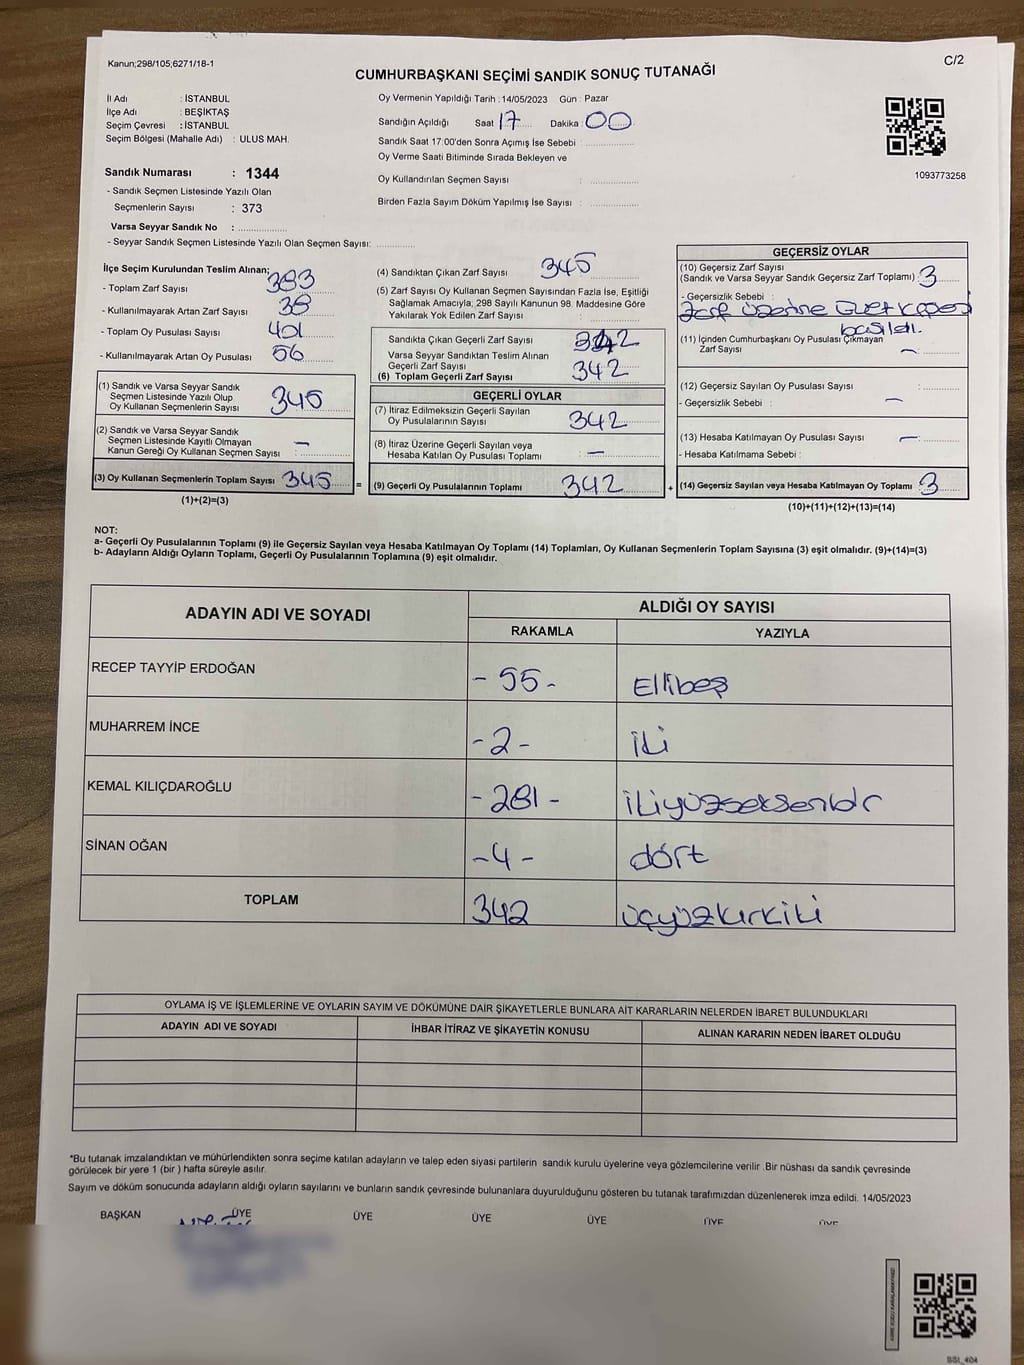 Kanun;298/105;6271/18-1
C/2
CUMHURBAŞKANI SEÇİMİ SANDIK SONUÇ TUTANAĞI
İl Adı : İSTANBUL
İlçe Adı : BEŞİKTAŞ
Seçim Çevresi : İSTANBUL
Seçim Bölgesi (Mahalle Adı) : ULUS MAH.
Oy Vermenin Yapıldığı Tarih : 14/05/2023 Gün : Pazar
Sandığın Açıldığı Saat 17 Dakika : 00
Sandık Saat 17:00'den Sonra Açımış İse Sebebi :
Oy Verme Saati Bitiminde Sırada Bekleyen ve
Oy Kullandırılan Seçmen Sayısı :
Birden Fazla Sayım Döküm Yapılmış İse Sayısı :
1093773258
Sandık Numarası : 1344
- Sandık Seçmen Listesinde Yazılı Olan
Seçmenlerin Sayısı : 373
Varsa Seyyar Sandık No :
- Seyyar Sandık Seçmen Listesinde Yazılı Olan Seçmen Sayısı:
İlçe Seçim Kurulundan Teslim Alınan;
- Toplam Zarf Sayısı 383
- Kullanılmayarak Artan Zarf Sayısı 38
- Toplam Oy Pusulası Sayısı 401
- Kullanılmayarak Artan Oy Pusulası 56
(1) Sandık ve Varsa Seyyar Sandık
Seçmen Listesinde Yazılı Olup
Oy Kullanan Seçmenlerin Sayısı 345
(2) Sandık ve Varsa Seyyar Sandık
Seçmen Listesinde Kayıtlı Olmayan
Kanun Gereği Oy Kullanan Seçmen Sayısı : –
(3) Oy Kullanan Seçmenlerin Toplam Sayısı 345 =
(1)+(2)=(3)
(4) Sandıktan Çıkan Zarf Sayısı 345
(5) Zarf Sayısı Oy Kullanan Seçmen Sayısından Fazla İse, Eşitliği
Sağlamak Amacıyla; 298 Sayılı Kanunun 98. Maddesine Göre
Yakılarak Yok Edilen Zarf Sayısı :
Sandıkta Çıkan Geçerli Zarf Sayısı 342
Varsa Seyyar Sandıktan Teslim Alınan
Geçerli Zarf Sayısı
(6) Toplam Geçerli Zarf Sayısı 342
GEÇERLİ OYLAR
(7) İtiraz Edilmeksizin Geçerli Sayılan
Oy Pusulalarının Sayısı 342
(8) İtiraz Üzerine Geçerli Sayılan veya
Hesaba Katılan Oy Pusulası Toplamı : –
(9) Geçerli Oy Pusulalarının Toplamı 342 +
GEÇERSİZ OYLAR
(10) Geçersiz Zarf Sayısı
(Sandık ve Varsa Seyyar Sandık Geçersiz Zarf Toplamı) : 3
- Geçersizlik Sebebi :
Zarf üzerine Evet kaşesi
basıldı.
(11) İçinden Cumhurbaşkanı Oy Pusulası Çıkmayan
Zarf Sayısı –
(12) Geçersiz Sayılan Oy Pusulası Sayısı :
- Geçersizlik Sebebi : –
(13) Hesaba Katılmayan Oy Pusulası Sayısı : –
- Hesaba Katılmama Sebebi :
(14) Geçersiz Sayılan veya Hesaba Katılmayan Oy Toplamı 3
(10)+(11)+(12)+(13)=(14)
NOT:
a- Geçerli Oy Pusulalarının Toplamı (9) ile Geçersiz Sayılan veya Hesaba Katılmayan Oy Toplamı (14) Toplamları, Oy Kullanan Seçmenlerin Toplam Sayısına (3) eşit olmalıdır. (9)+(14)=(3)
b- Adayların Aldığı Oyların Toplamı, Geçerli Oy Pusulalarının Toplamına (9) eşit olmalıdır.
ADAYIN ADI VE SOYADI ALDIĞI OY SAYISI
RAKAMLA YAZIYLA
RECEP TAYYİP ERDOĞAN - 55 - Ellibeş
MUHARREM İNCE - 2 - iki
KEMAL KILIÇDAROĞLU - 281 - ikiyüzseksenbir
SİNAN OĞAN - 4 - dört
TOPLAM 342 üçyüzkırkiki
OYLAMA İŞ VE İŞLEMLERİNE VE OYLARIN SAYIM VE DÖKÜMÜNE DAİR ŞİKAYETLERLE BUNLARA AİT KARARLARIN NELERDEN İBARET BULUNDUKLARI
ADAYIN ADI VE SOYADI İHBAR İTİRAZ VE ŞİKAYETİN KONUSU ALINAN KARARIN NEDEN İBARET OLDUĞU
*Bu tutanak imzalandıktan ve mühürlendikten sonra seçime katılan adayların ve talep eden siyasi partilerin sandık kurulu üyelerine veya gözlemcilerine verilir .Bir nüshası da sandık çevresinde
görülecek bir yere 1 (bir ) hafta süreyle asılır.
Sayım ve döküm sonucunda adayların aldığı oyların sayılarını ve bunların sandık çevresinde bulunanlara duyurulduğunu gösteren bu tutanak tarafımızdan düzenlenerek imza edildi. 14/05/2023
BAŞKAN ÜYE ÜYE ÜYE ÜYE ÜYE ÜYE